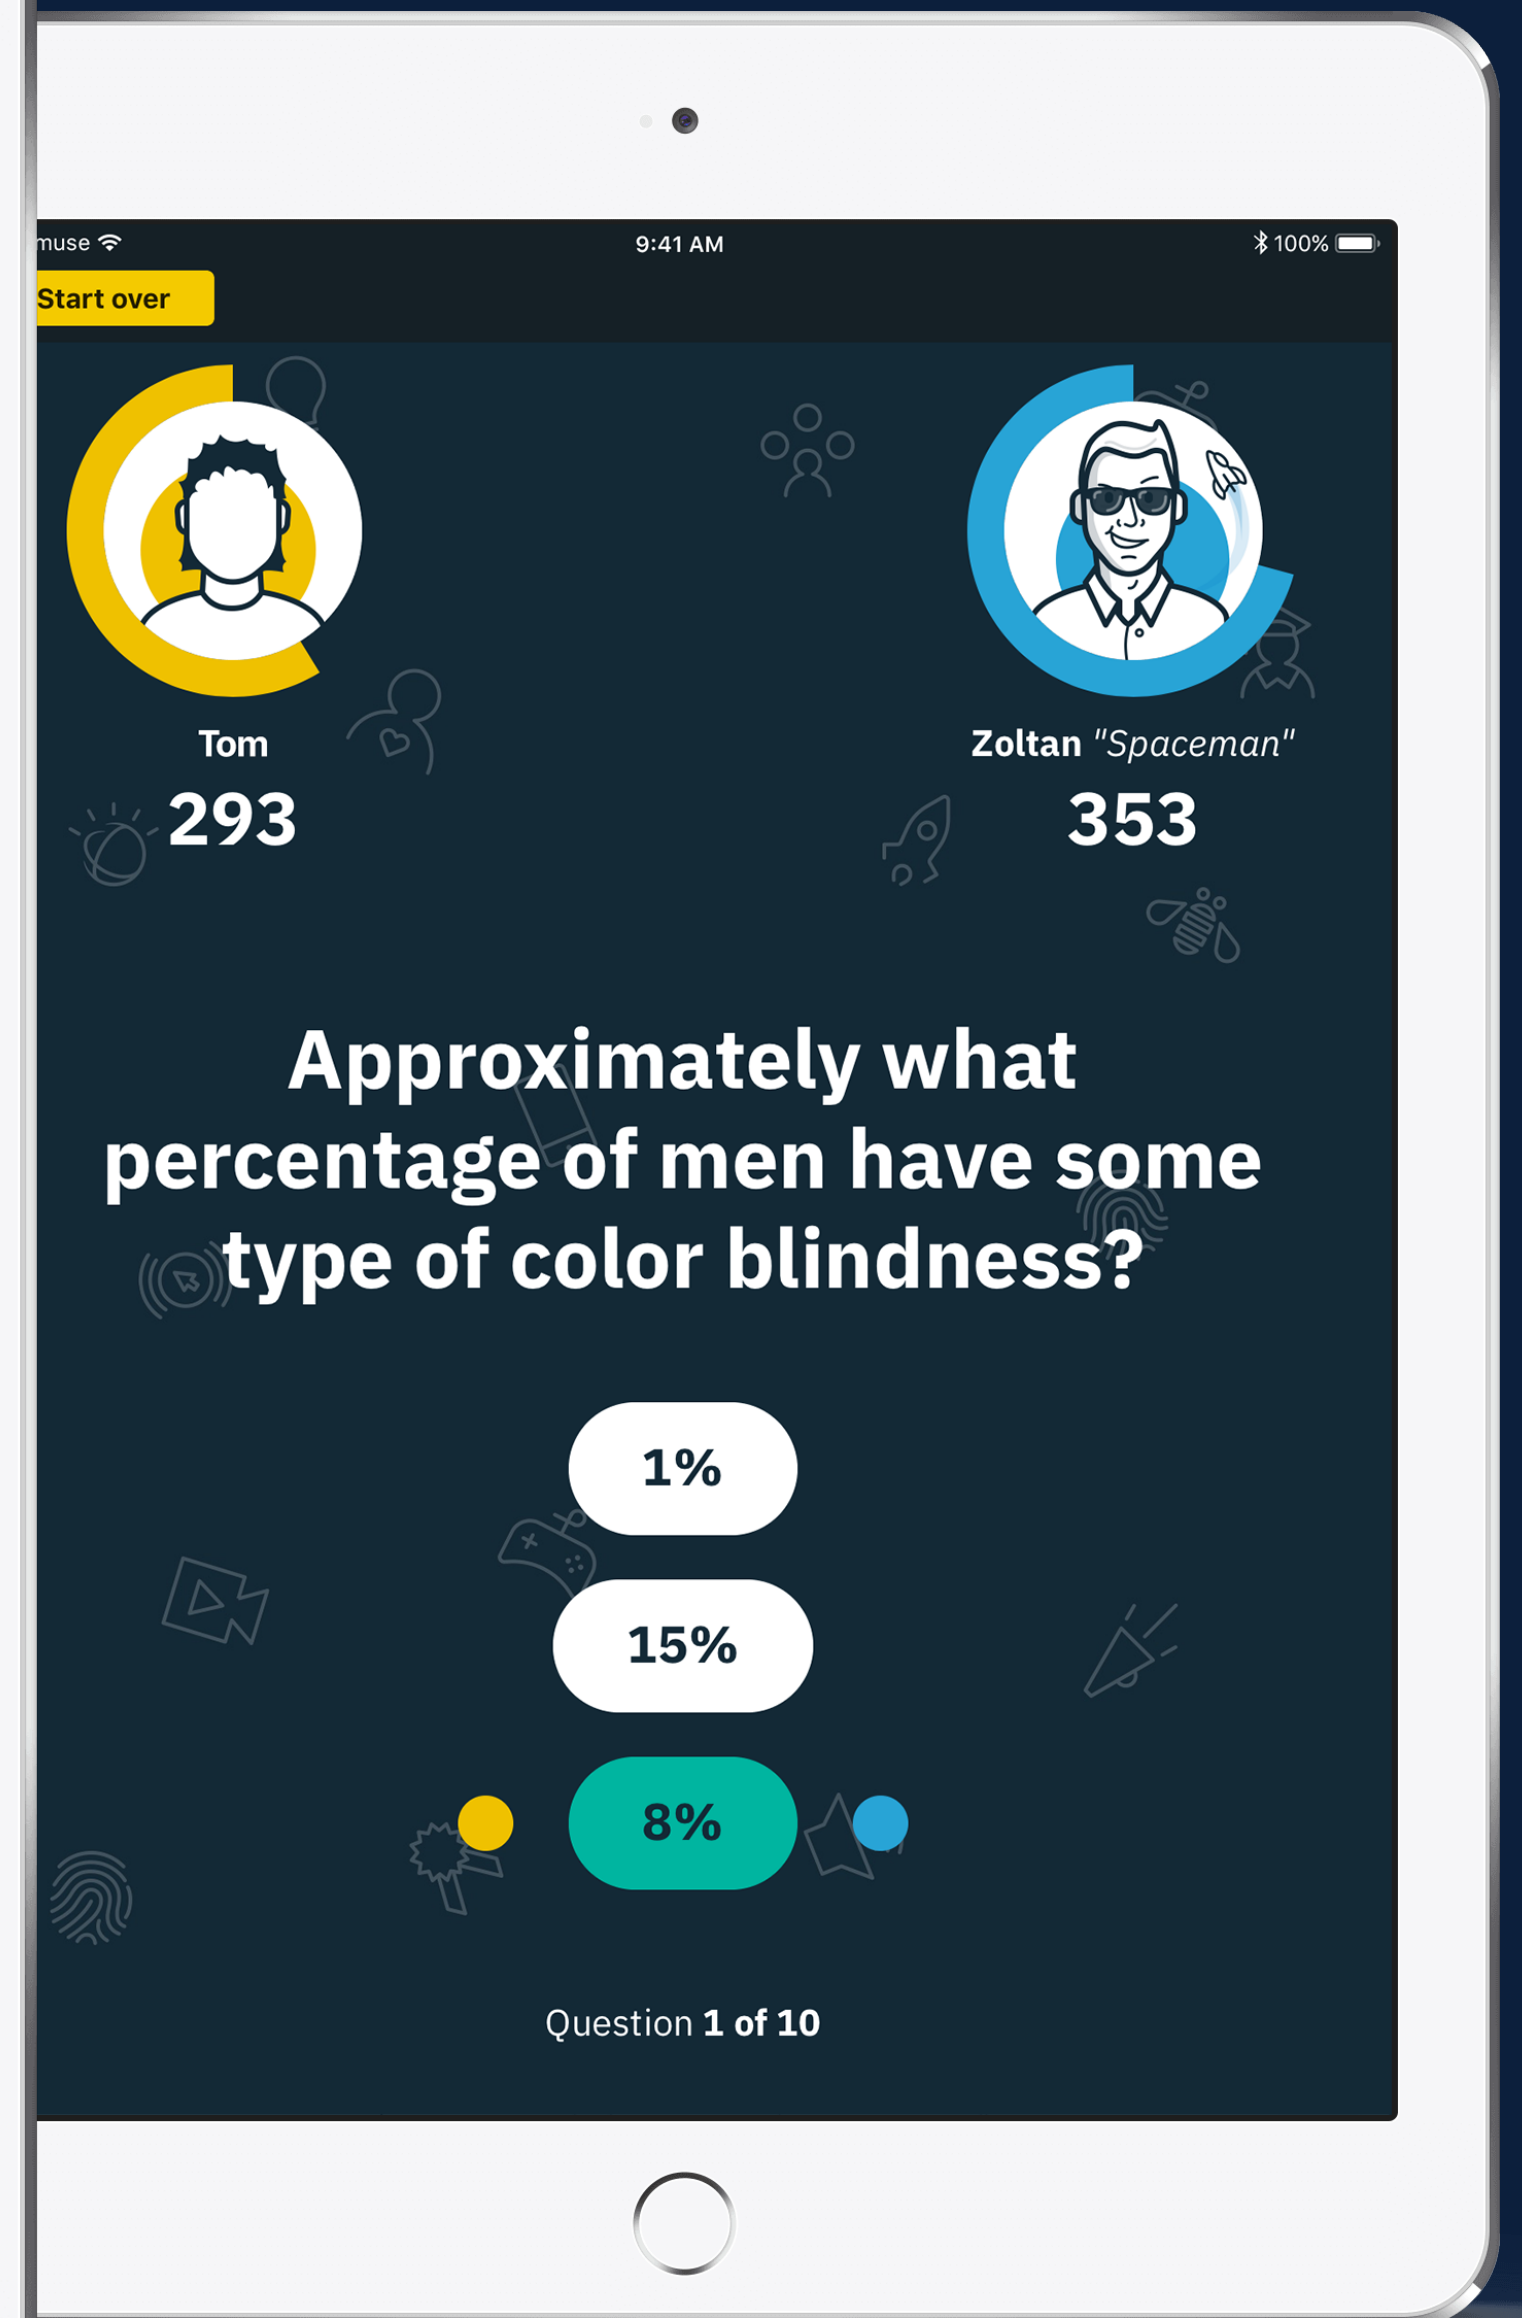 muse
9:41 AM
100%
Start over
Tom
Zoltan "Spaceman"
293
353
Approximately what
percentage of men have some
type of color blindness?
1%
15%
8%
Question 1 of 10